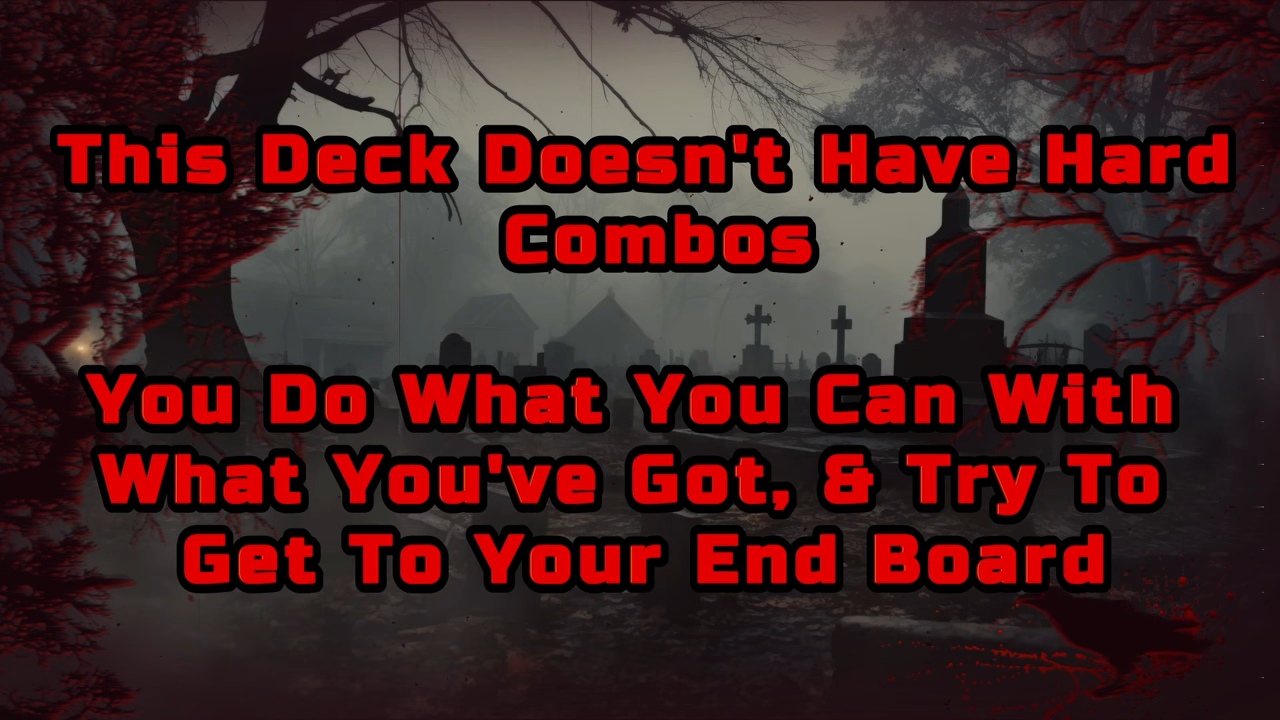 This Deck Doesn't Have Hard
Combos
You Do What You Can With
What You've Got, & Try To
Get To Your End Board